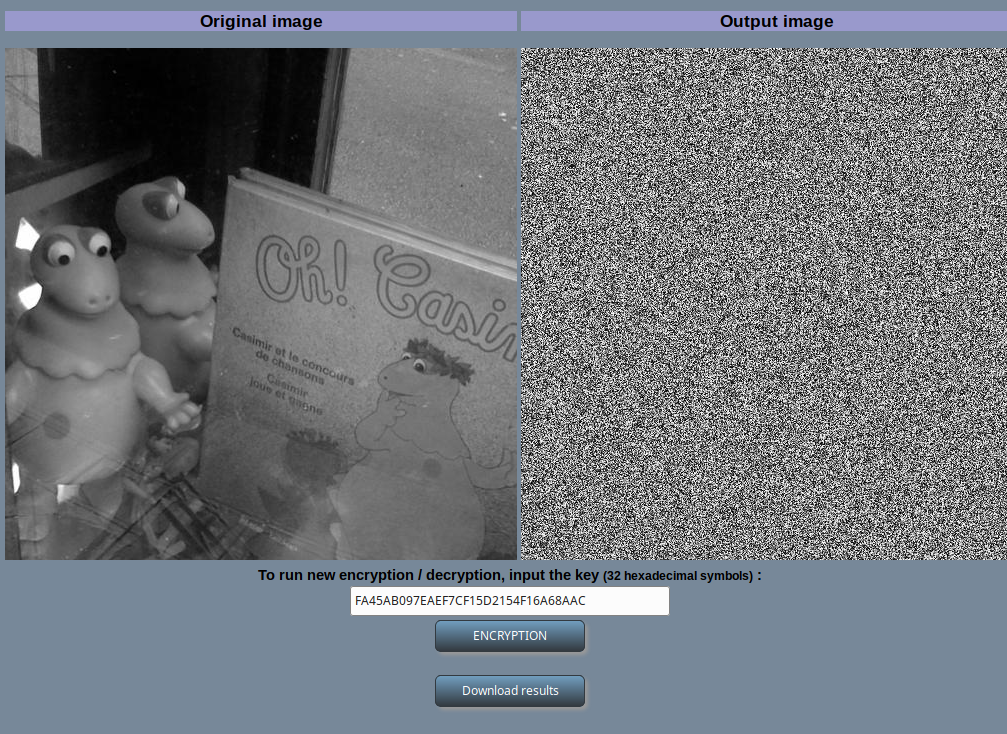 Original image
Output image
Oh! Casim
Casimir et le concours
de chansons
Casimir
joue et gagne
To run new encryption / decryption, input the key (32 hexadecimal symbols) :
FA45AB097EAEF7CF15D2154F16A68AAC
ENCRYPTION
Download results